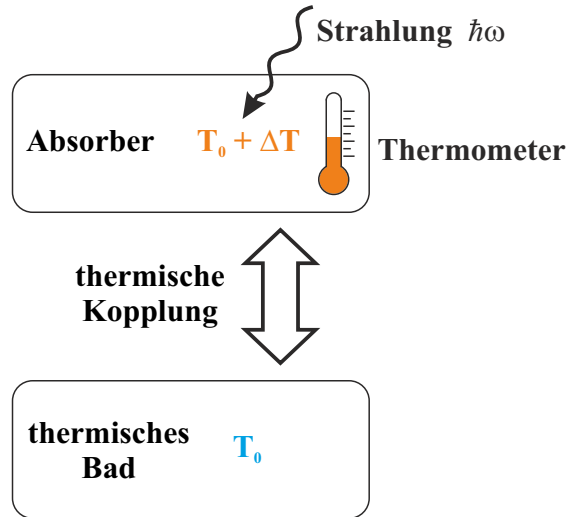 Strahlung ħω
Absorber
T₀ + ΔT
Thermometer
thermische
Kopplung
thermisches
Bad
T₀